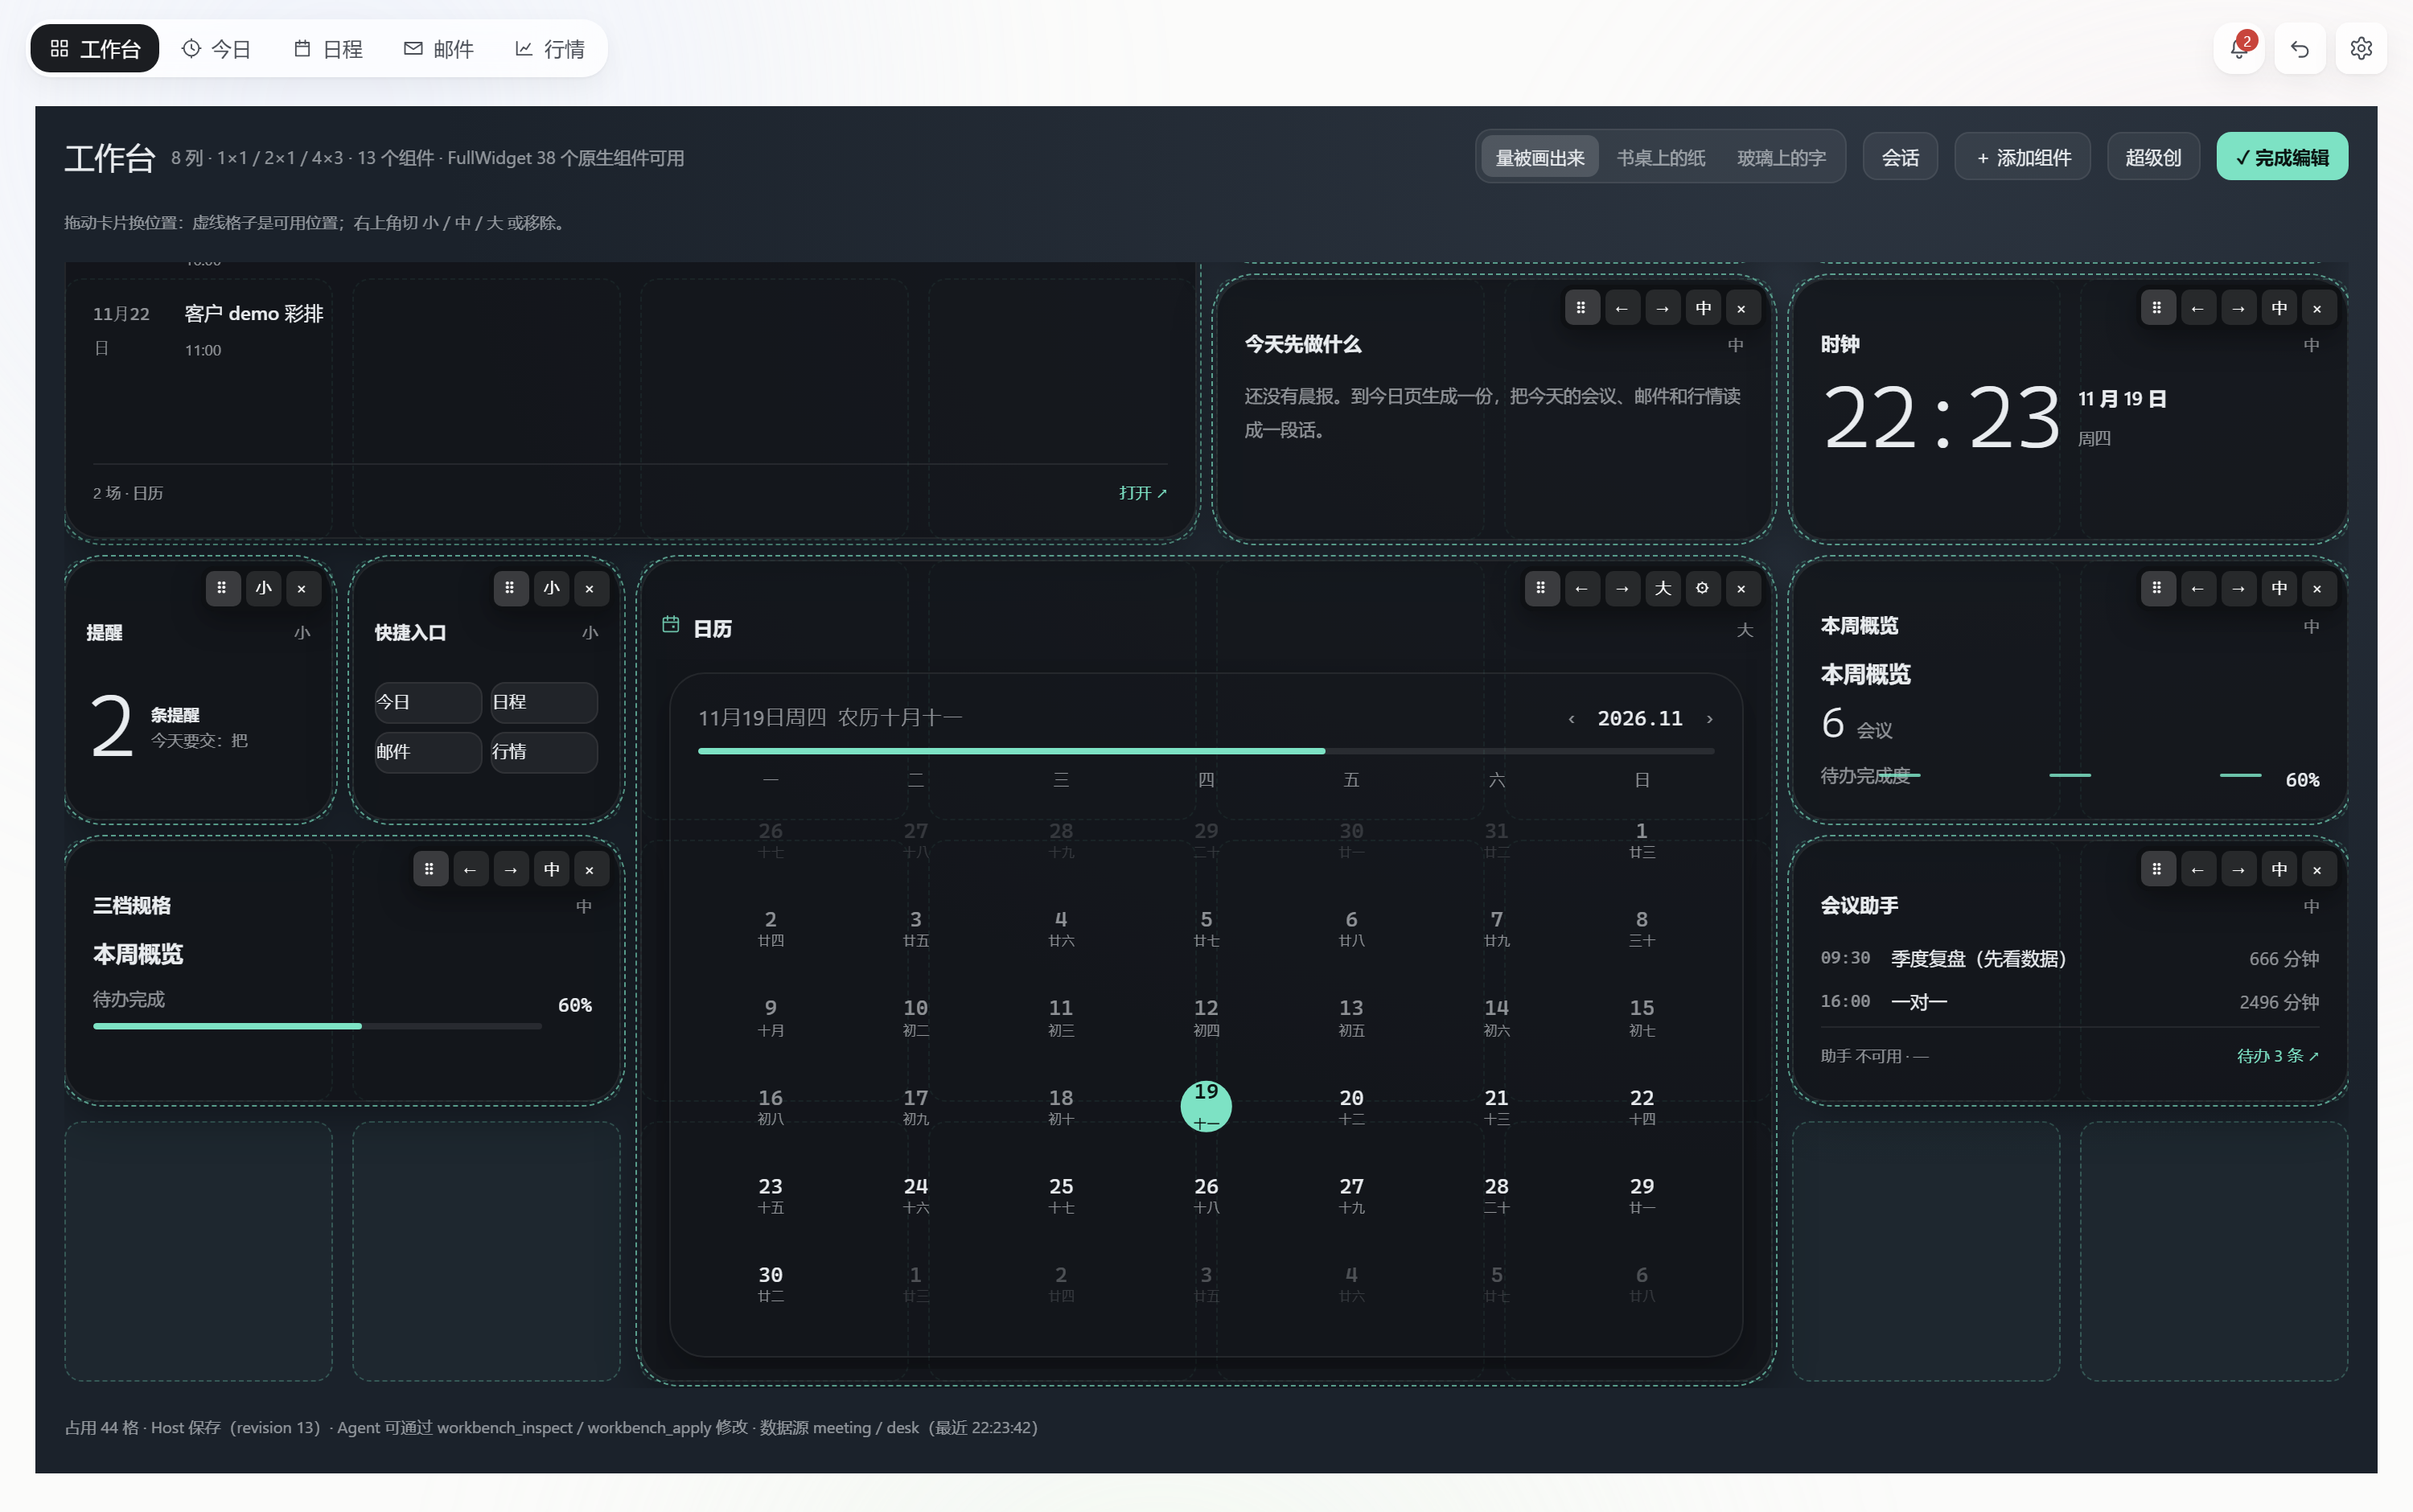 工作台
今日
日程
邮件
行情
2
工作台
8 列 · 1×1 / 2×1 / 4×3 · 13 个组件 · FullWidget 38 个原生组件可用
量被画出来
书桌上的纸
玻璃上的字
会话
+ 添加组件
超级创
✓ 完成编辑
拖动卡片换位置：虚线格子是可用位置；右上角切 小 / 中 / 大 或移除。
11月22日
客户 demo 彩排
11:00
2 场 · 日历
打开 ↗
← → 中 ×
今天先做什么
中
还没有晨报。到今日页生成一份，把今天的会议、邮件和行情读
成一段话。
← → 中 ×
时钟
中
22:23
11 月 19 日
周四
小 ×
提醒
小
2
条提醒
今天要交：把
小 ×
快捷入口
小
今日
日程
邮件
行情
← → 大 ×
日历
大
11月19日周四 农历十月十一
‹ 2026.11 ›
一 二 三 四 五 六 日
26 27 28 29 30 31 1
十七 十八 十九 二十 廿一 廿二 廿三
2 3 4 5 6 7 8
廿四 廿五 廿六 廿七 廿八 廿九 三十
9 10 11 12 13 14 15
十月 初二 初三 初四 初五 初六 初七
16 17 18 19 20 21 22
初八 初九 初十 十一 十二 十三 十四
23 24 25 26 27 28 29
十五 十六 十七 十八 十九 二十 廿一
30 1 2 3 4 5 6
廿二 廿三 廿四 廿五 廿六 廿七 廿八
← → 中 ×
本周概览
中
本周概览
6 会议
待办完成度
60%
← → 中 ×
三档规格
中
本周概览
待办完成
60%
← → 中 ×
会议助手
中
09:30 季度复盘（先看数据） 666 分钟
16:00 一对一 2496 分钟
助手 不可用 · —
待办 3 条 ↗
占用 44 格 · Host 保存（revision 13）· Agent 可通过 workbench_inspect / workbench_apply 修改 · 数据源 meeting / desk（最近 22:23:42）